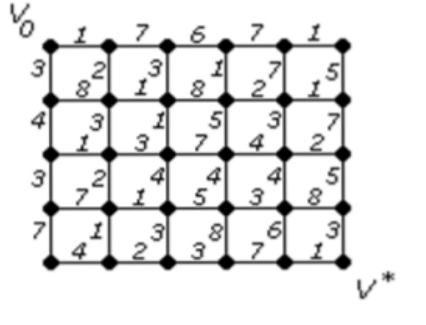 V0
1 7 6 7 1
3 2 3 1 7 5
8 1 8 2 1
4 3 1 5 3 7
1 3 7 4 2
3 2 4 4 4 5
7 1 5 3 8
7 1 3 8 6 3
4 2 3 7 1
V*